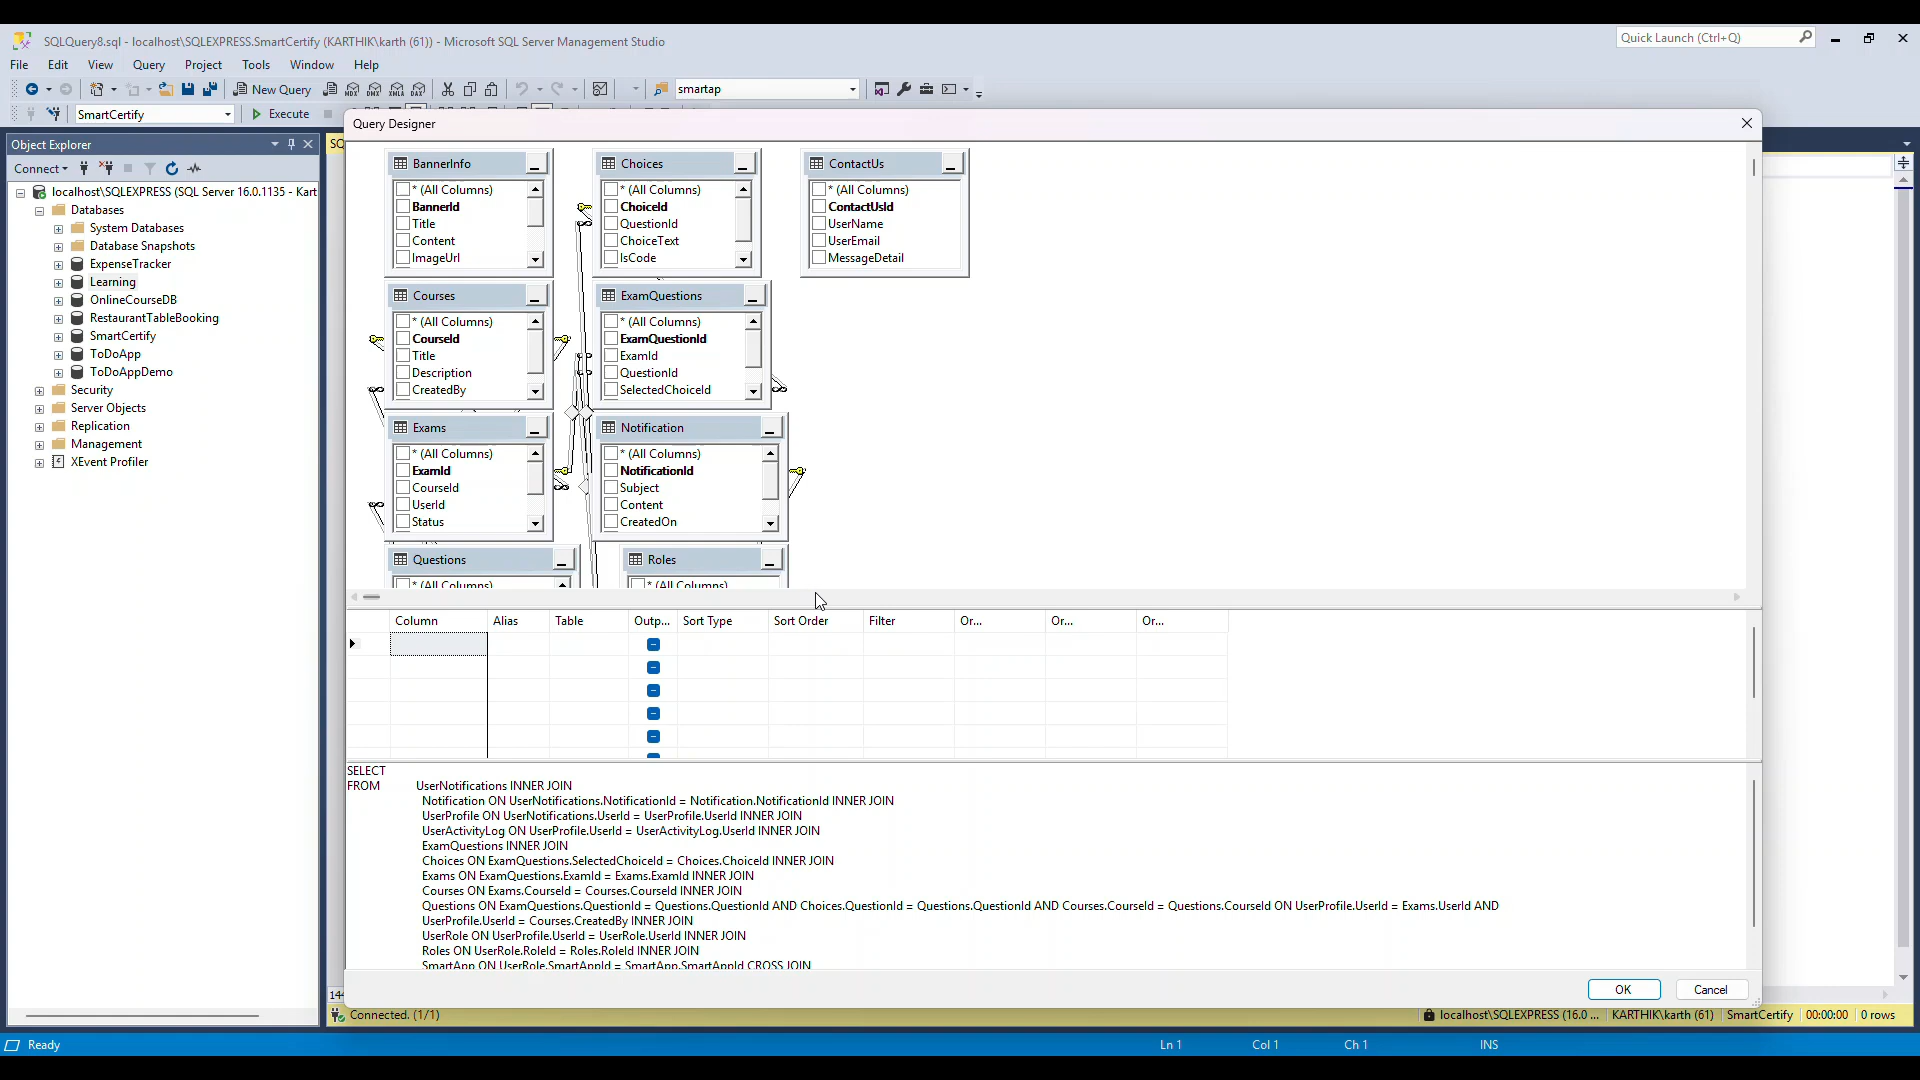 SQLQuery8.sql - localhost\SQLEXPRESS.SmartCertify (KARTHIK\karth (61)) - Microsoft SQL Server Management Studio
Quick Launch (Ctrl+Q)
File Edit View Query Project Tools Window Help
New Query MDX DMX XMLA DAX smartap
SmartCertify Execute
Object Explorer
Connect
localhost\SQLEXPRESS (SQL Server 16.0.1135 - Kart
Databases
System Databases
Database Snapshots
ExpenseTracker
Learning
OnlineCourseDB
RestaurantTableBooking
SmartCertify
ToDoApp
ToDoAppDemo
Security
Server Objects
Replication
Management
XEvent Profiler
SQ
Query Designer
BannerInfo
* (All Columns)
BannerId
Title
Content
ImageUrl
Choices
* (All Columns)
ChoiceId
QuestionId
ChoiceText
IsCode
ContactUs
* (All Columns)
ContactUsId
UserName
UserEmail
MessageDetail
Courses
* (All Columns)
CourseId
Title
Description
CreatedBy
ExamQuestions
* (All Columns)
ExamQuestionId
ExamId
QuestionId
SelectedChoiceId
Exams
* (All Columns)
ExamId
CourseId
UserId
Status
Notification
* (All Columns)
NotificationId
Subject
Content
CreatedOn
Questions
* (All Columns)
Roles
* (All Columns)
Column Alias Table Outp... Sort Type Sort Order Filter Or... Or... Or...
SELECT
FROM UserNotifications INNER JOIN
Notification ON UserNotifications.NotificationId = Notification.NotificationId INNER JOIN
UserProfile ON UserNotifications.UserId = UserProfile.UserId INNER JOIN
UserActivityLog ON UserProfile.UserId = UserActivityLog.UserId INNER JOIN
ExamQuestions INNER JOIN
Choices ON ExamQuestions.SelectedChoiceId = Choices.ChoiceId INNER JOIN
Exams ON ExamQuestions.ExamId = Exams.ExamId INNER JOIN
Courses ON Exams.CourseId = Courses.CourseId INNER JOIN
Questions ON ExamQuestions.QuestionId = Questions.QuestionId AND Choices.QuestionId = Questions.QuestionId AND Courses.CourseId = Questions.CourseId ON UserProfile.UserId = Exams.UserId AND
UserProfile.UserId = Courses.CreatedBy INNER JOIN
UserRole ON UserProfile.UserId = UserRole.UserId INNER JOIN
Roles ON UserRole.RoleId = Roles.RoleId INNER JOIN
SmartApp ON UserRole.SmartAppId = SmartApp.SmartAppId CROSS JOIN
OK Cancel
144
Connected. (1/1)
localhost\SQLEXPRESS (16.0 ... KARTHIK\karth (61) SmartCertify 00:00:00 0 rows
Ready Ln 1 Col 1 Ch 1 INS